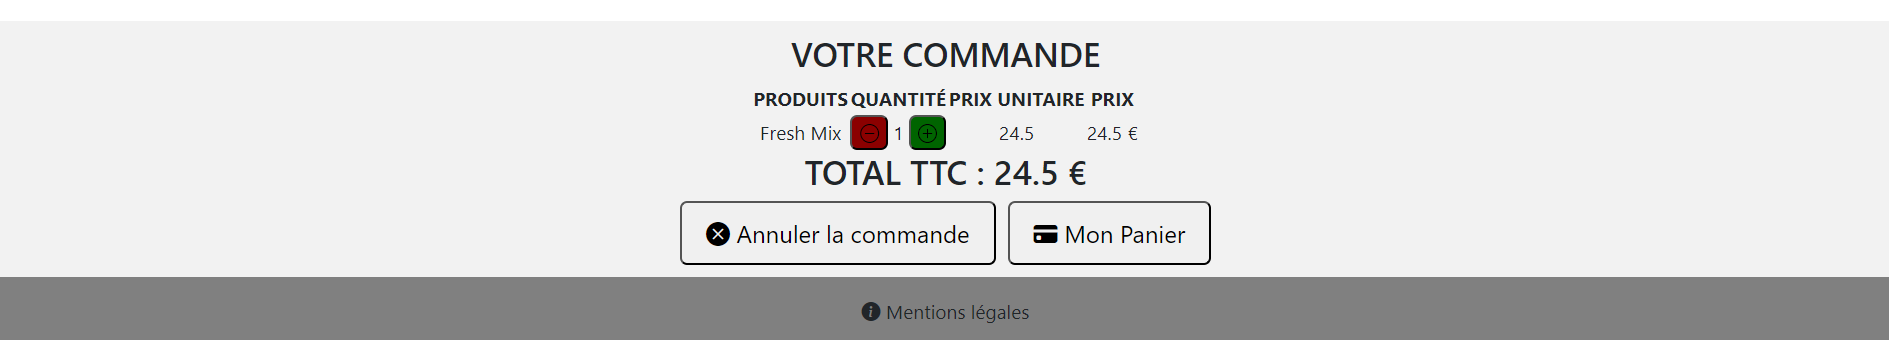 VOTRE COMMANDE
PRODUITS QUANTITÉ PRIX UNITAIRE PRIX
Fresh Mix 1 24.5 24.5 €
TOTAL TTC : 24.5 €
Annuler la commande Mon Panier
Mentions légales